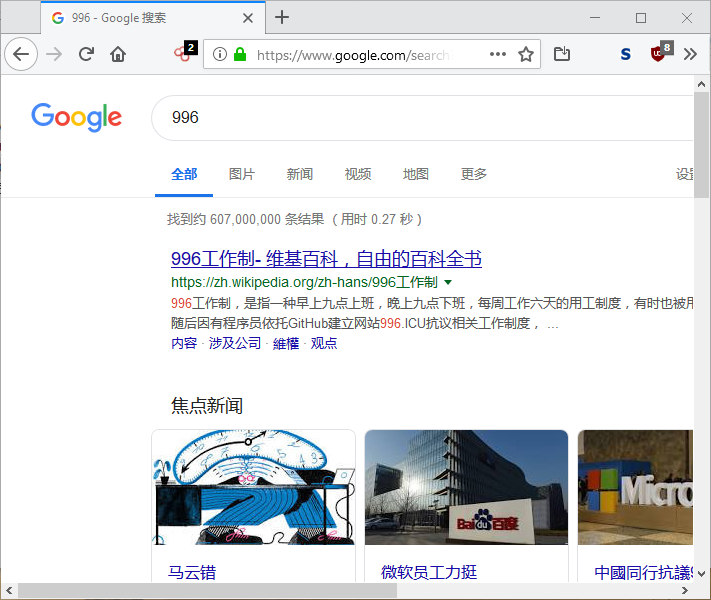 996 - Google 搜索
2
https://www.google.com/search
S
8
Google
996
全部 图片 新闻 视频 地图 更多 设置
找到约 607,000,000 条结果 （用时 0.27 秒）
996工作制- 维基百科，自由的百科全书
https://zh.wikipedia.org/zh-hans/996工作制
996工作制，是指一种早上九点上班，晚上九点下班，每周工作六天的用工制度，有时也被用
随后因有程序员依托GitHub建立网站996.ICU抗议相关工作制度， ...
内容 · 涉及公司 · 維權 · 观点
焦点新闻
Bai du 百度
Micro
马云错
微软员工力挺
中國同行抗議9